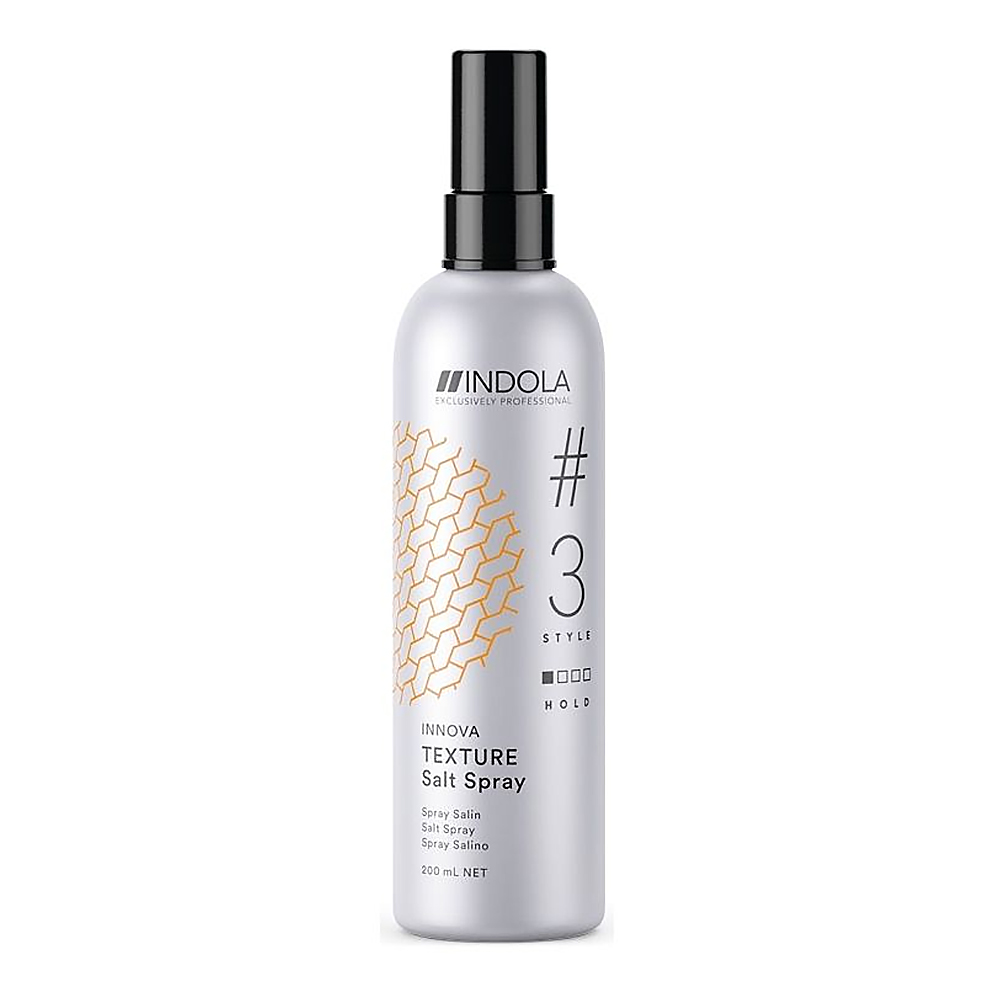 INDOLA
EXCLUSIVELY PROFESSIONAL
#
3
STYLE
HOLD
INNOVA
TEXTURE
Salt Spray
Spray Salin
Salt Spray
Spray Salino
200 mL NET